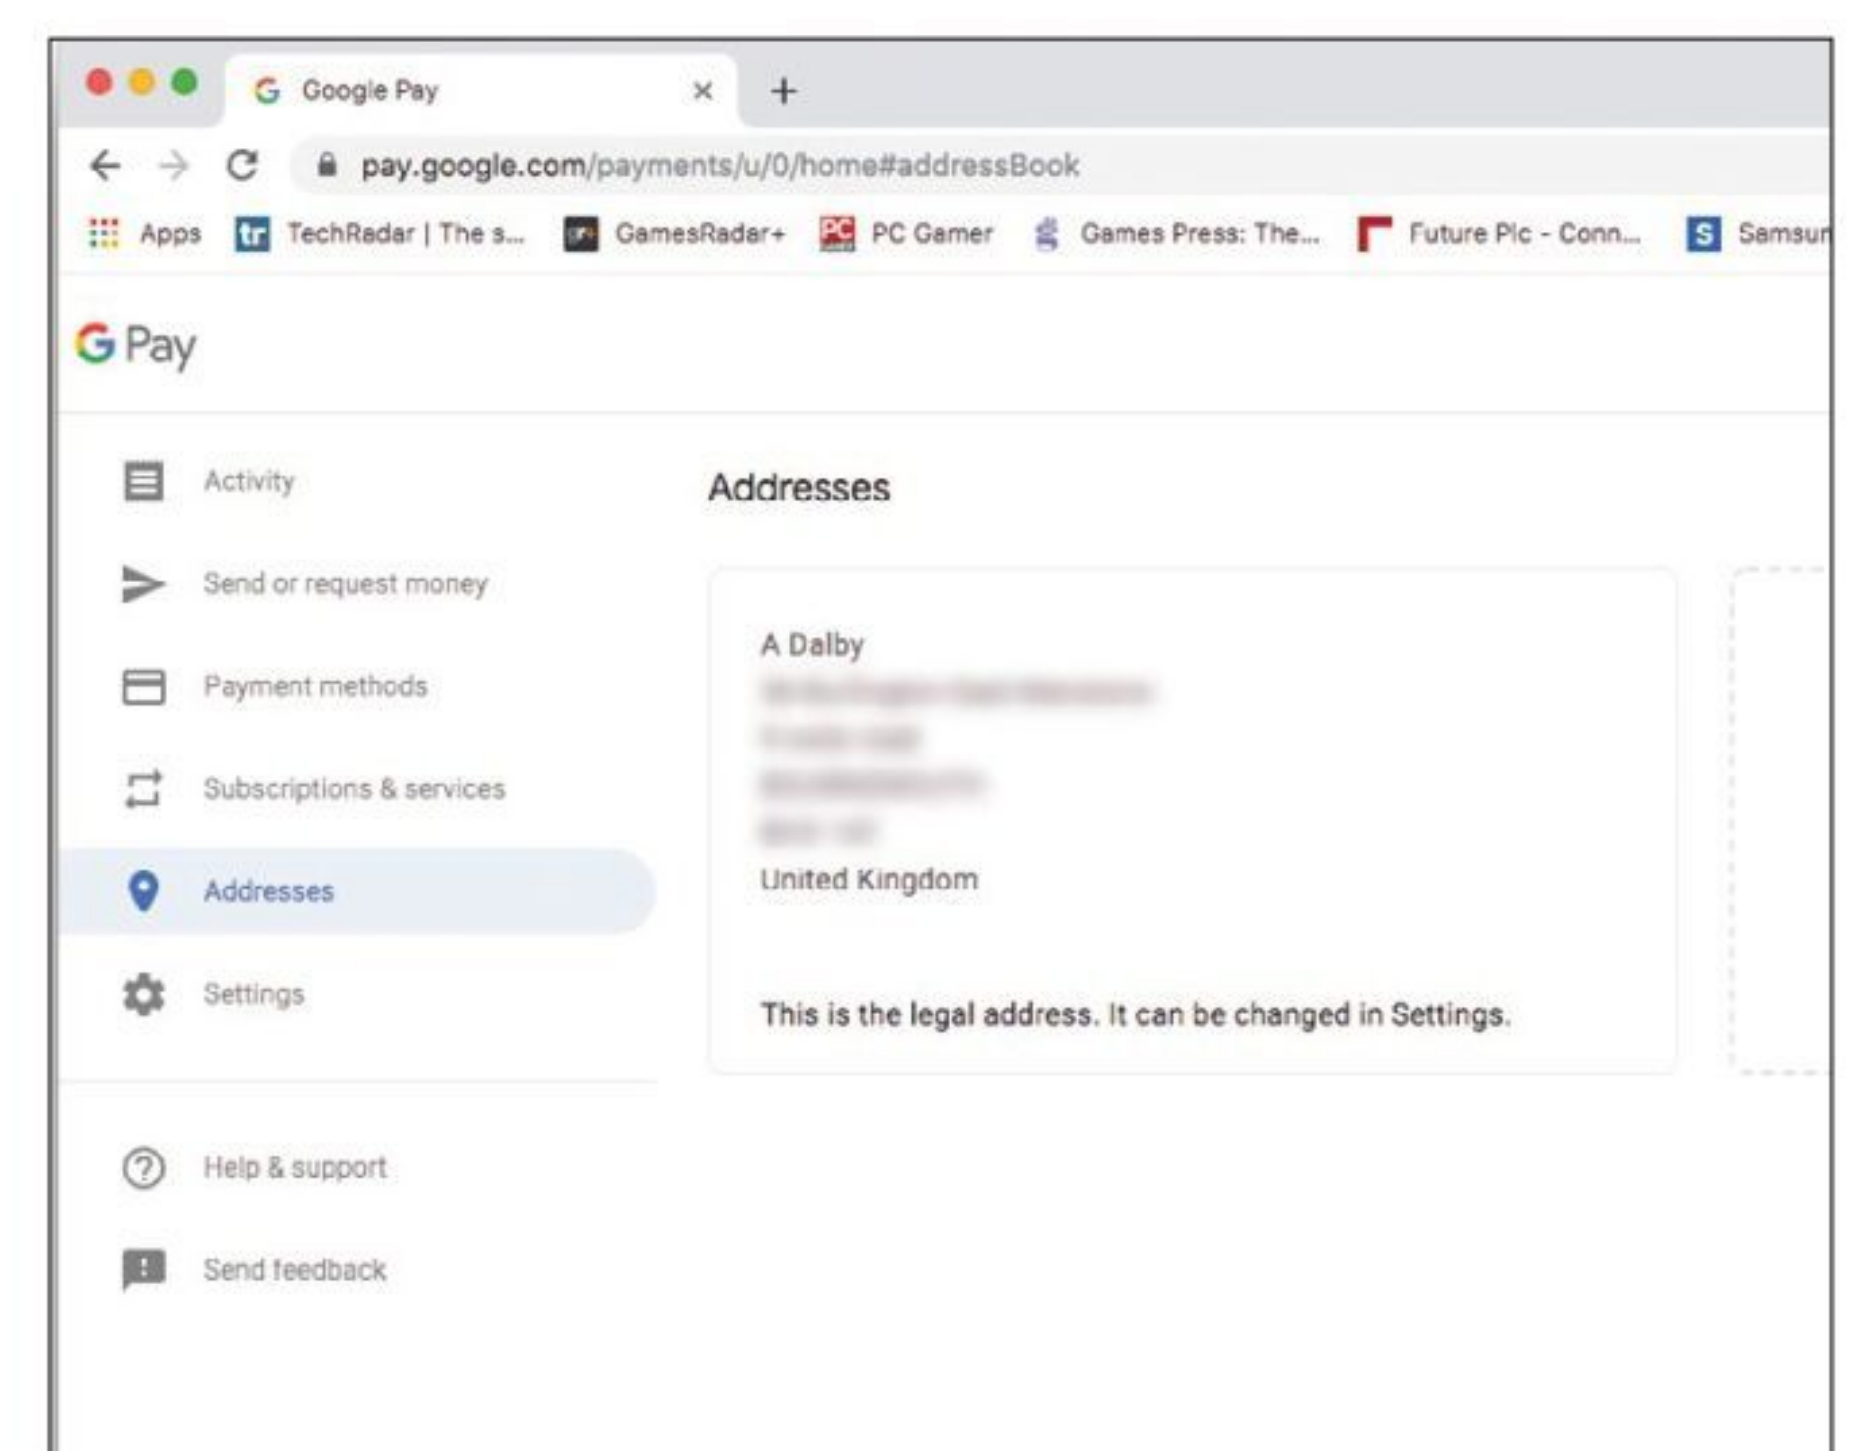 Google Pay
pay.google.com/payments/u/0/home#addressBook
Apps TechRadar | The s... GamesRadar+ PC Gamer Games Press: The... Future Plc - Conn... Samsun
G Pay
Activity
Send or request money
Payment methods
Subscriptions & services
Addresses
Settings
Help & support
Send feedback
Addresses
A Dalby
United Kingdom
This is the legal address. It can be changed in Settings.